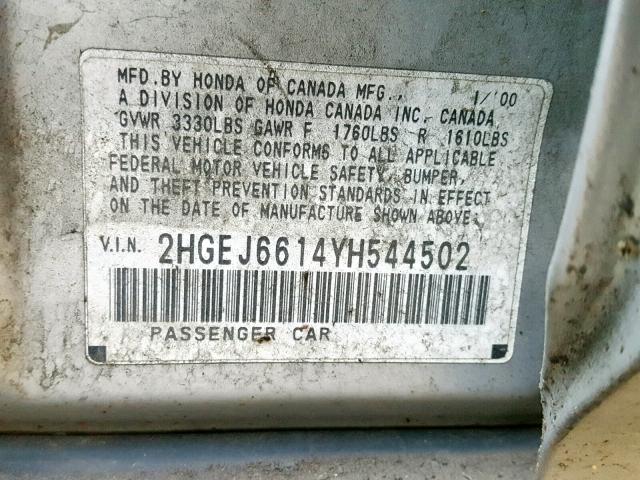 MFD. BY HONDA OF CANADA MFG., 1/'00
A DIVISION OF HONDA CANADA INC., CANADA
GVWR 3330LBS GAWR F 1760LBS R 1610LBS
THIS VEHICLE CONFORMS TO ALL APPLICABLE
FEDERAL MOTOR VEHICLE SAFETY, BUMPER,
AND THEFT PREVENTION STANDARDS IN EFFECT
ON THE DATE OF MANUFACTURE SHOWN ABOVE.
V.I.N. 2HGEJ6614YH544502
PASSENGER CAR